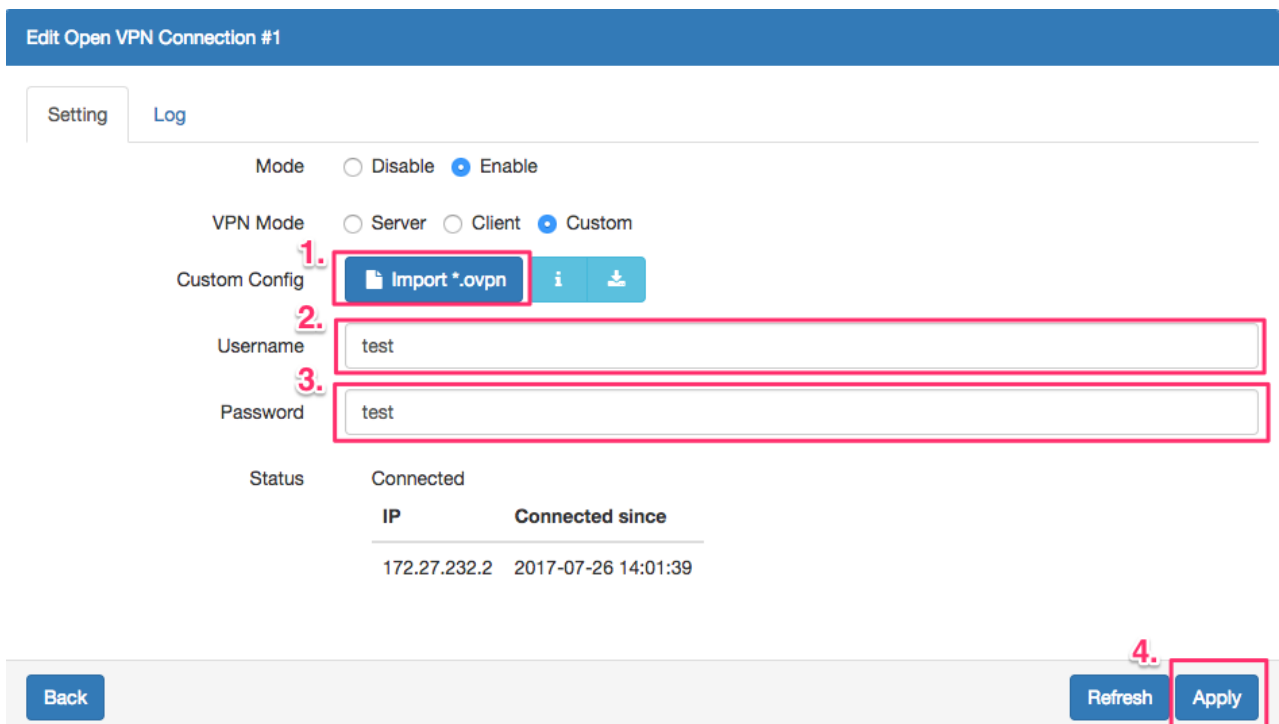 Edit Open VPN Connection #1
Setting Log
Mode Disable Enable
VPN Mode Server Client Custom
1.
Custom Config Import *.ovpn i
2.
Username test
3.
Password test
Status Connected
IP Connected since
172.27.232.2 2017-07-26 14:01:39
4.
Back Refresh Apply